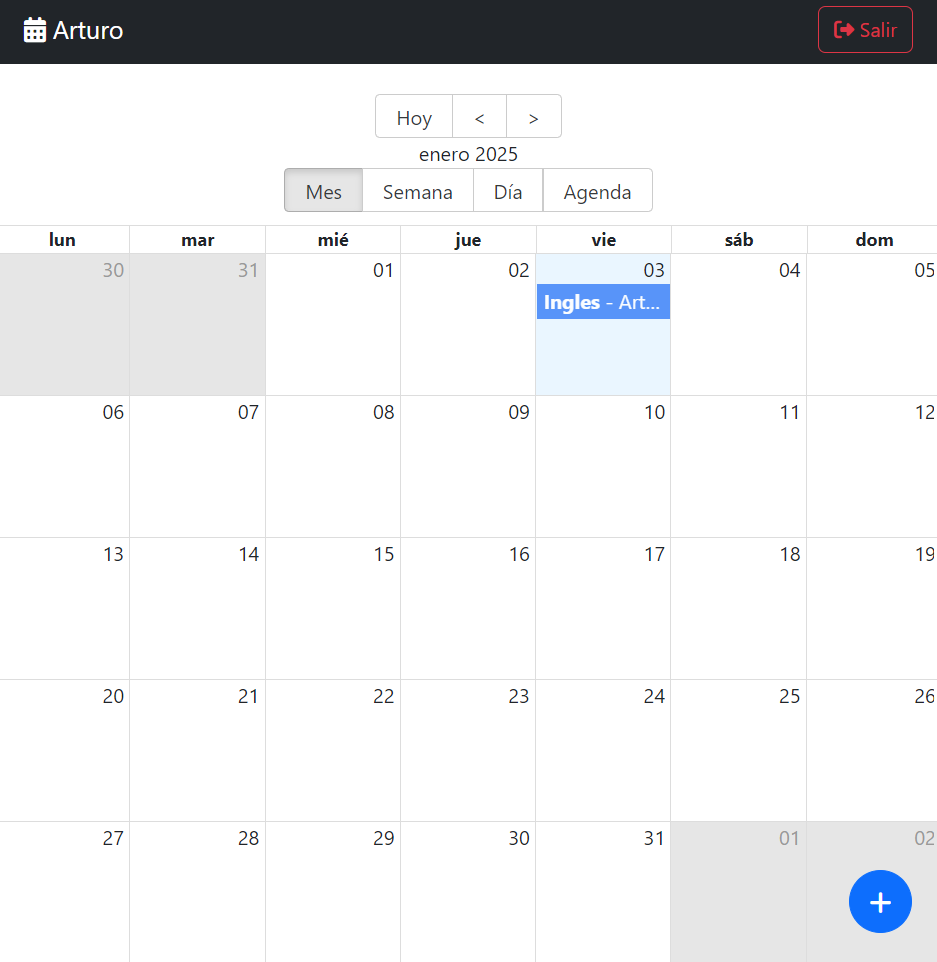 Arturo Salir
Hoy < >
enero 2025
Mes Semana Día Agenda
lun mar mié jue vie sáb dom
30 31 01 02 03 04 05
Ingles - Art...
06 07 08 09 10 11 12
13 14 15 16 17 18 19
20 21 22 23 24 25 26
27 28 29 30 31 01 02
+